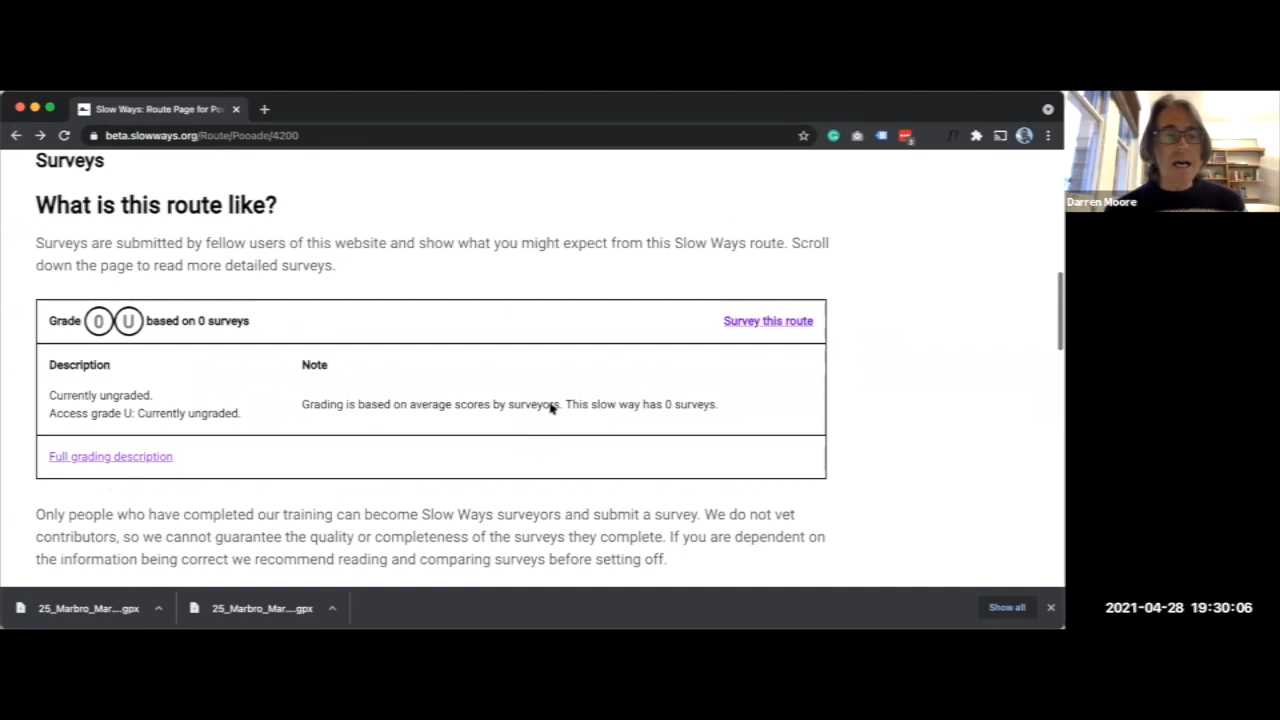 Slow Ways: Route Page for Po
beta.slowways.org/Route/Pooade/4200
Surveys
What is this route like?
Surveys are submitted by fellow users of this website and show what you might expect from this Slow Ways route. Scroll
down the page to read more detailed surveys.
Grade 0 U based on 0 surveys
Survey this route
Description
Note
Currently ungraded.
Access grade U: Currently ungraded.
Grading is based on average scores by surveyors. This slow way has 0 surveys.
Full grading description
Only people who have completed our training can become Slow Ways surveyors and submit a survey. We do not vet
contributors, so we cannot guarantee the quality or completeness of the surveys they complete. If you are dependent on
the information being correct we recommend reading and comparing surveys before setting off.
25_Marbro_Mar....gpx
25_Marbro_Mar....gpx
Show all
Darren Moore
2021-04-28 19:30:06